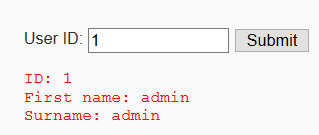 User ID: 1 Submit
ID: 1
First name: admin
Surname: admin